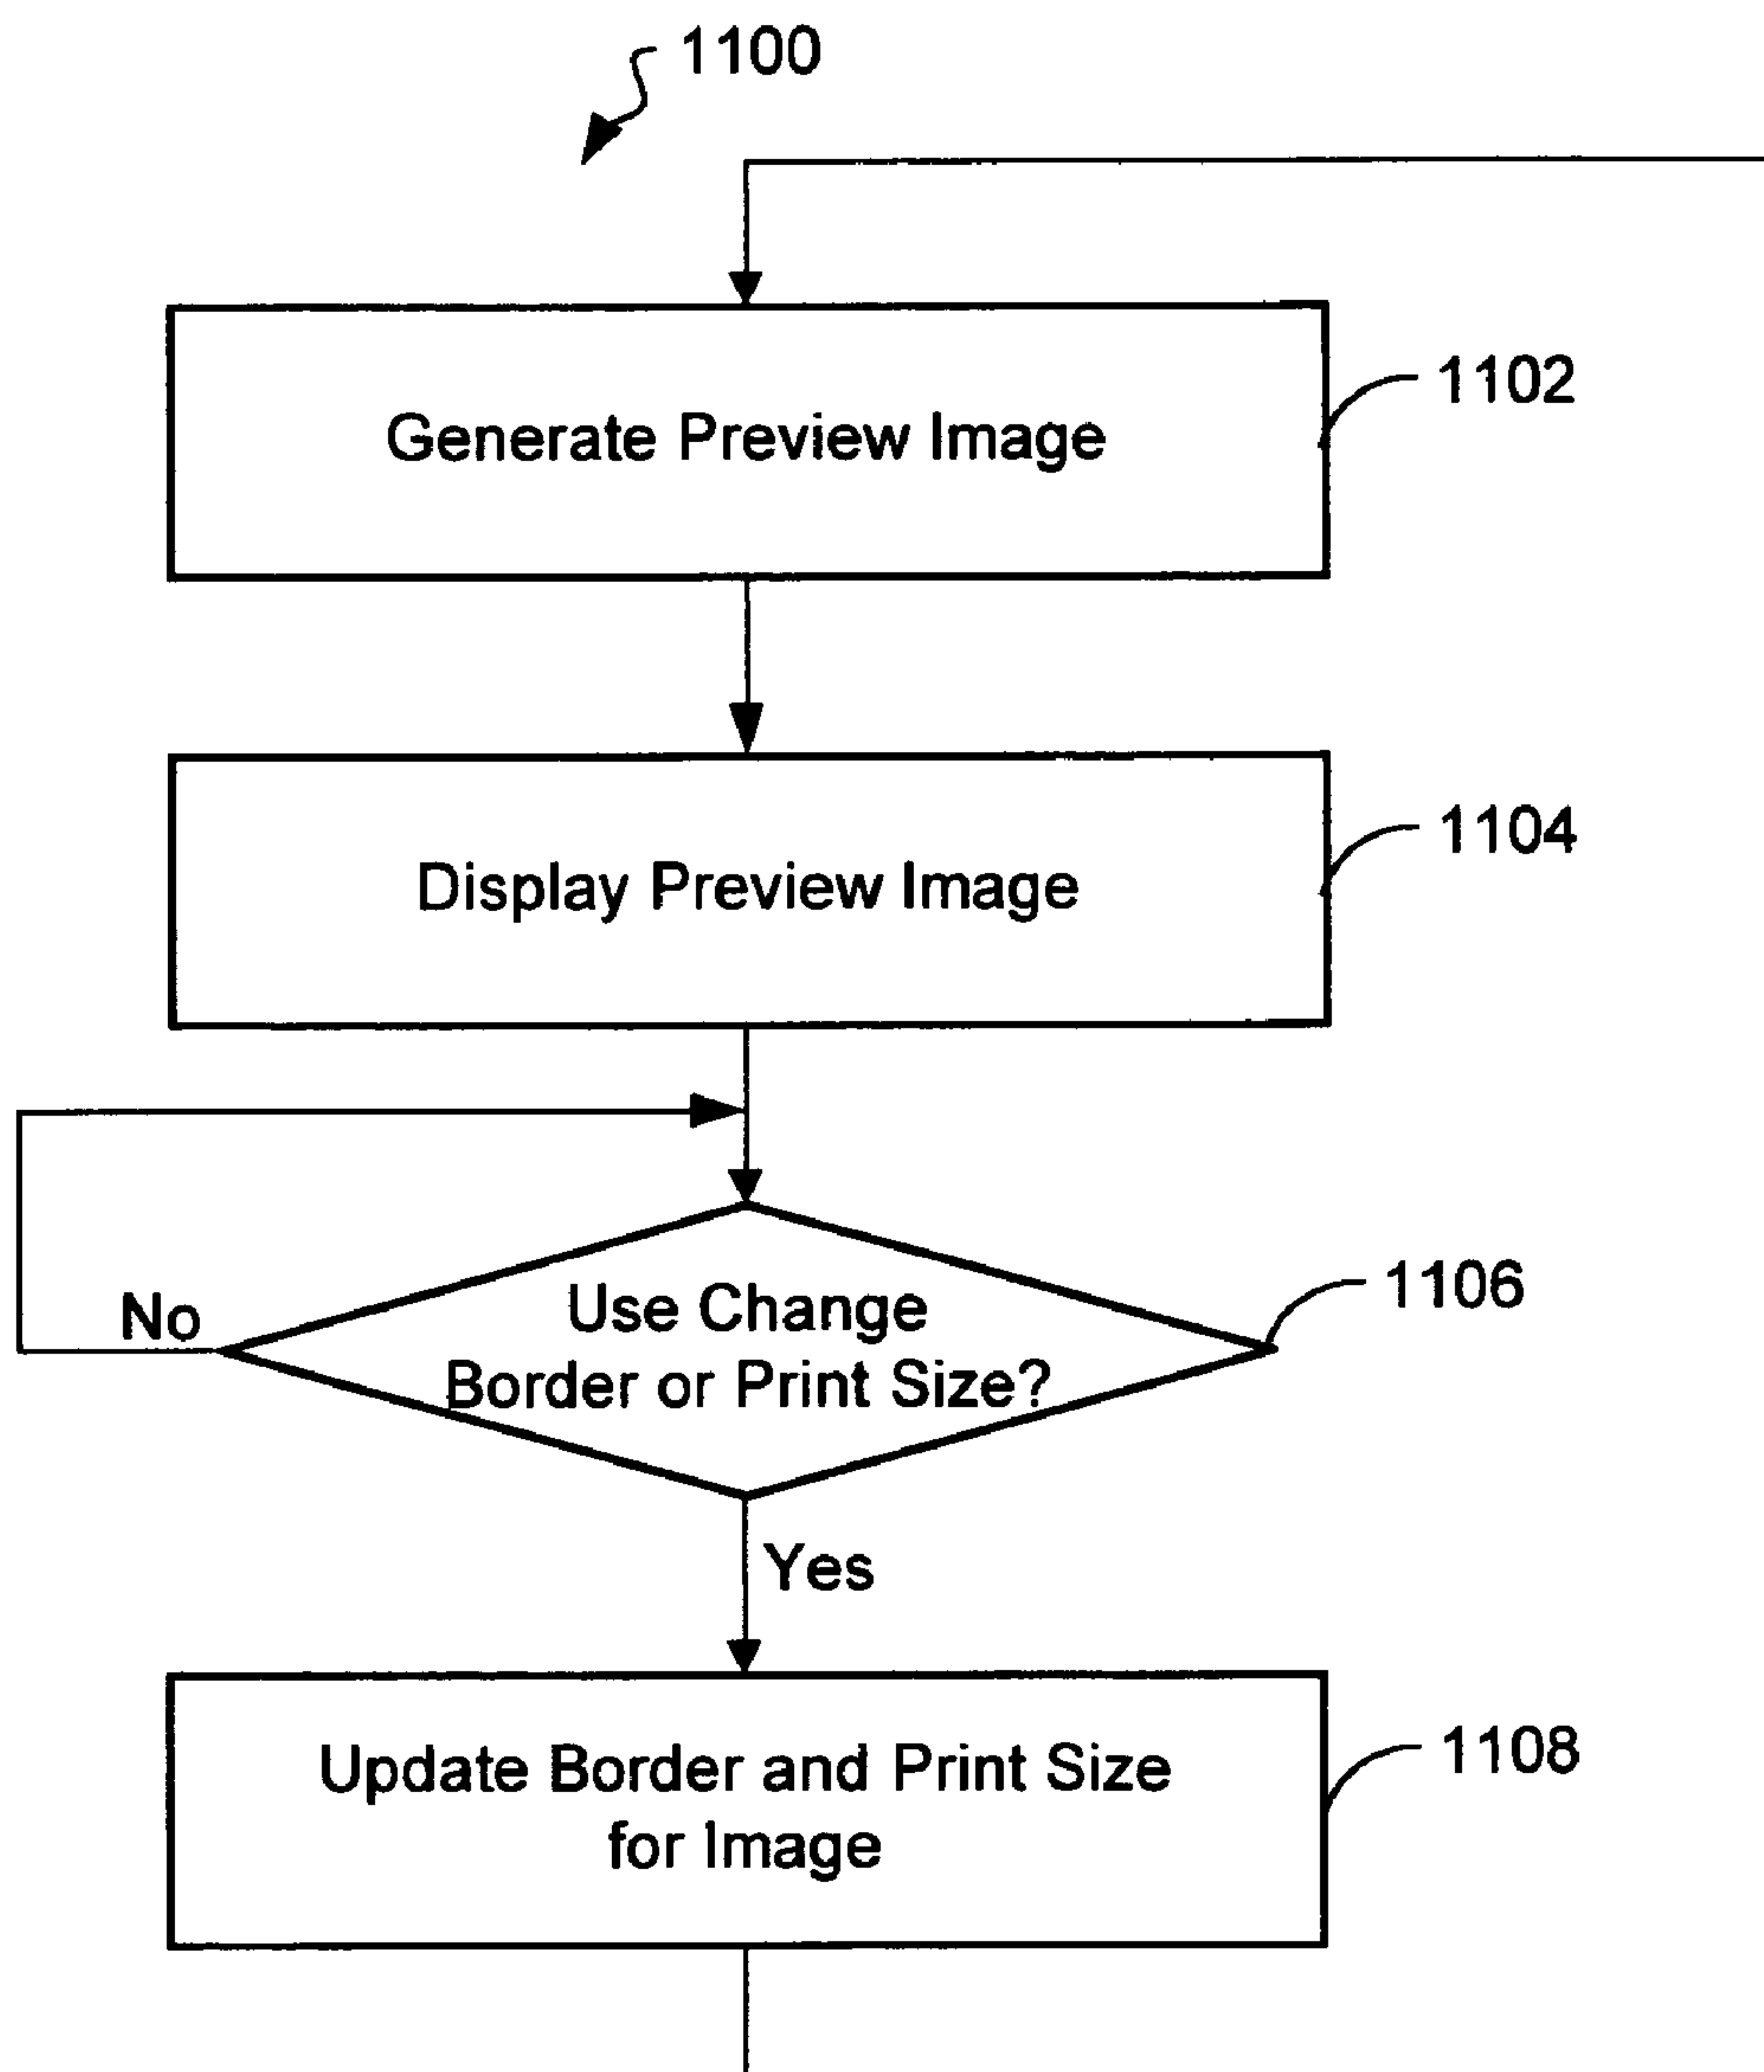 1100
Generate Preview Image
1102
Display Preview Image
1104
Use Change
Border or Print Size?
1106
No
Yes
Update Border and Print Size
for Image
1108